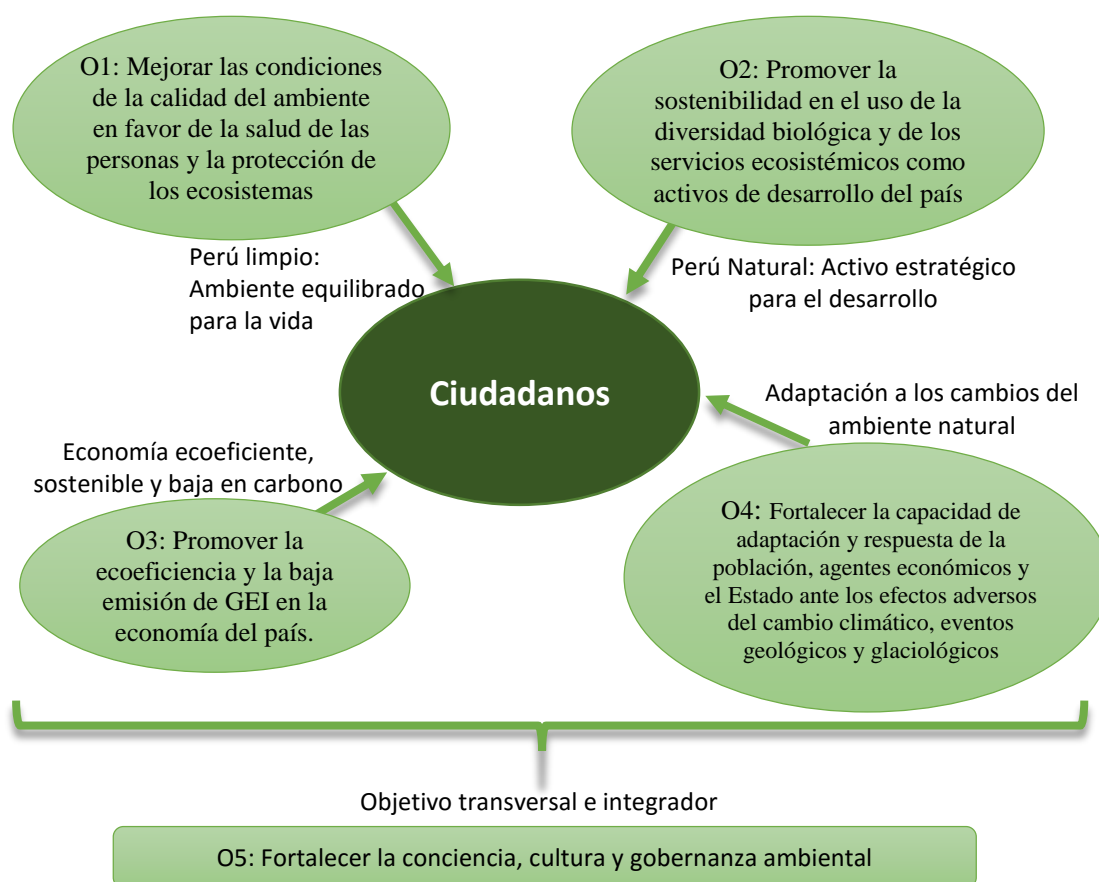 O1: Mejorar las condiciones
de la calidad del ambiente
en favor de la salud de las
personas y la protección de
los ecosistemas
O2: Promover la
sostenibilidad en el uso de la
diversidad biológica y de los
servicios ecosistémicos como
activos de desarrollo del país
Perú limpio:
Ambiente equilibrado
para la vida
Perú Natural: Activo estratégico
para el desarrollo
Ciudadanos
Adaptación a los cambios del
ambiente natural
Economía ecoeficiente,
sostenible y baja en carbono
O3: Promover la
ecoeficiencia y la baja
emisión de GEI en la
economía del país.
O4: Fortalecer la capacidad de
adaptación y respuesta de la
población, agentes económicos y
el Estado ante los efectos adversos
del cambio climático, eventos
geológicos y glaciológicos
Objetivo transversal e integrador
O5: Fortalecer la conciencia, cultura y gobernanza ambiental